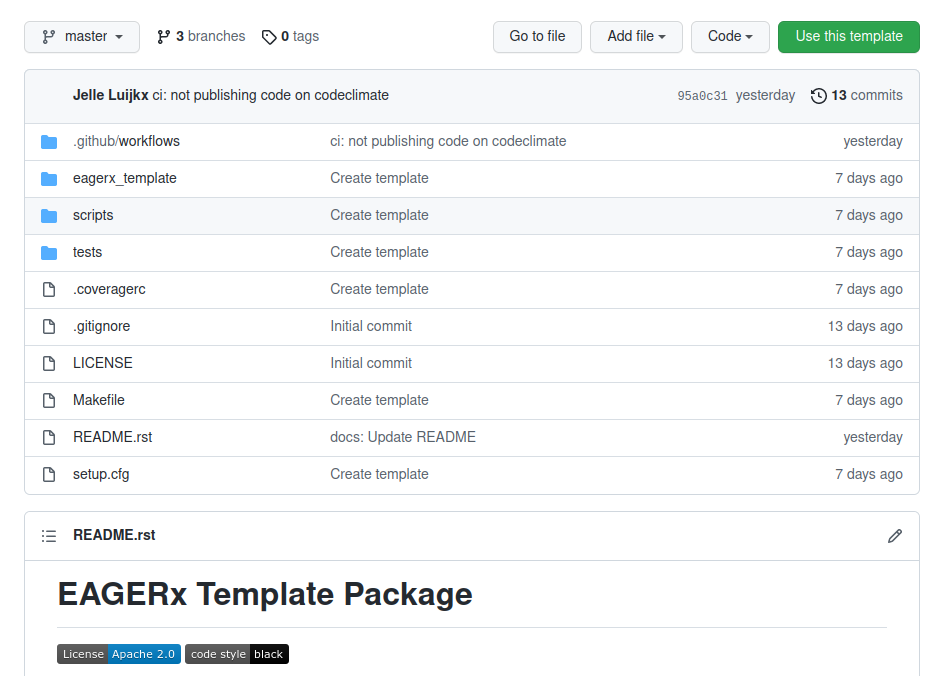 master 3 branches 0 tags Go to file Add file Code Use this template
Jelle Luijkx ci: not publishing code on codeclimate 95a0c31 yesterday 13 commits
.github/workflows ci: not publishing code on codeclimate yesterday
eagerx_template Create template 7 days ago
scripts Create template 7 days ago
tests Create template 7 days ago
.coveragerc Create template 7 days ago
.gitignore Initial commit 13 days ago
LICENSE Initial commit 13 days ago
Makefile Create template 7 days ago
README.rst docs: Update README yesterday
setup.cfg Create template 7 days ago
README.rst
EAGERx Template Package
License Apache 2.0 code style black